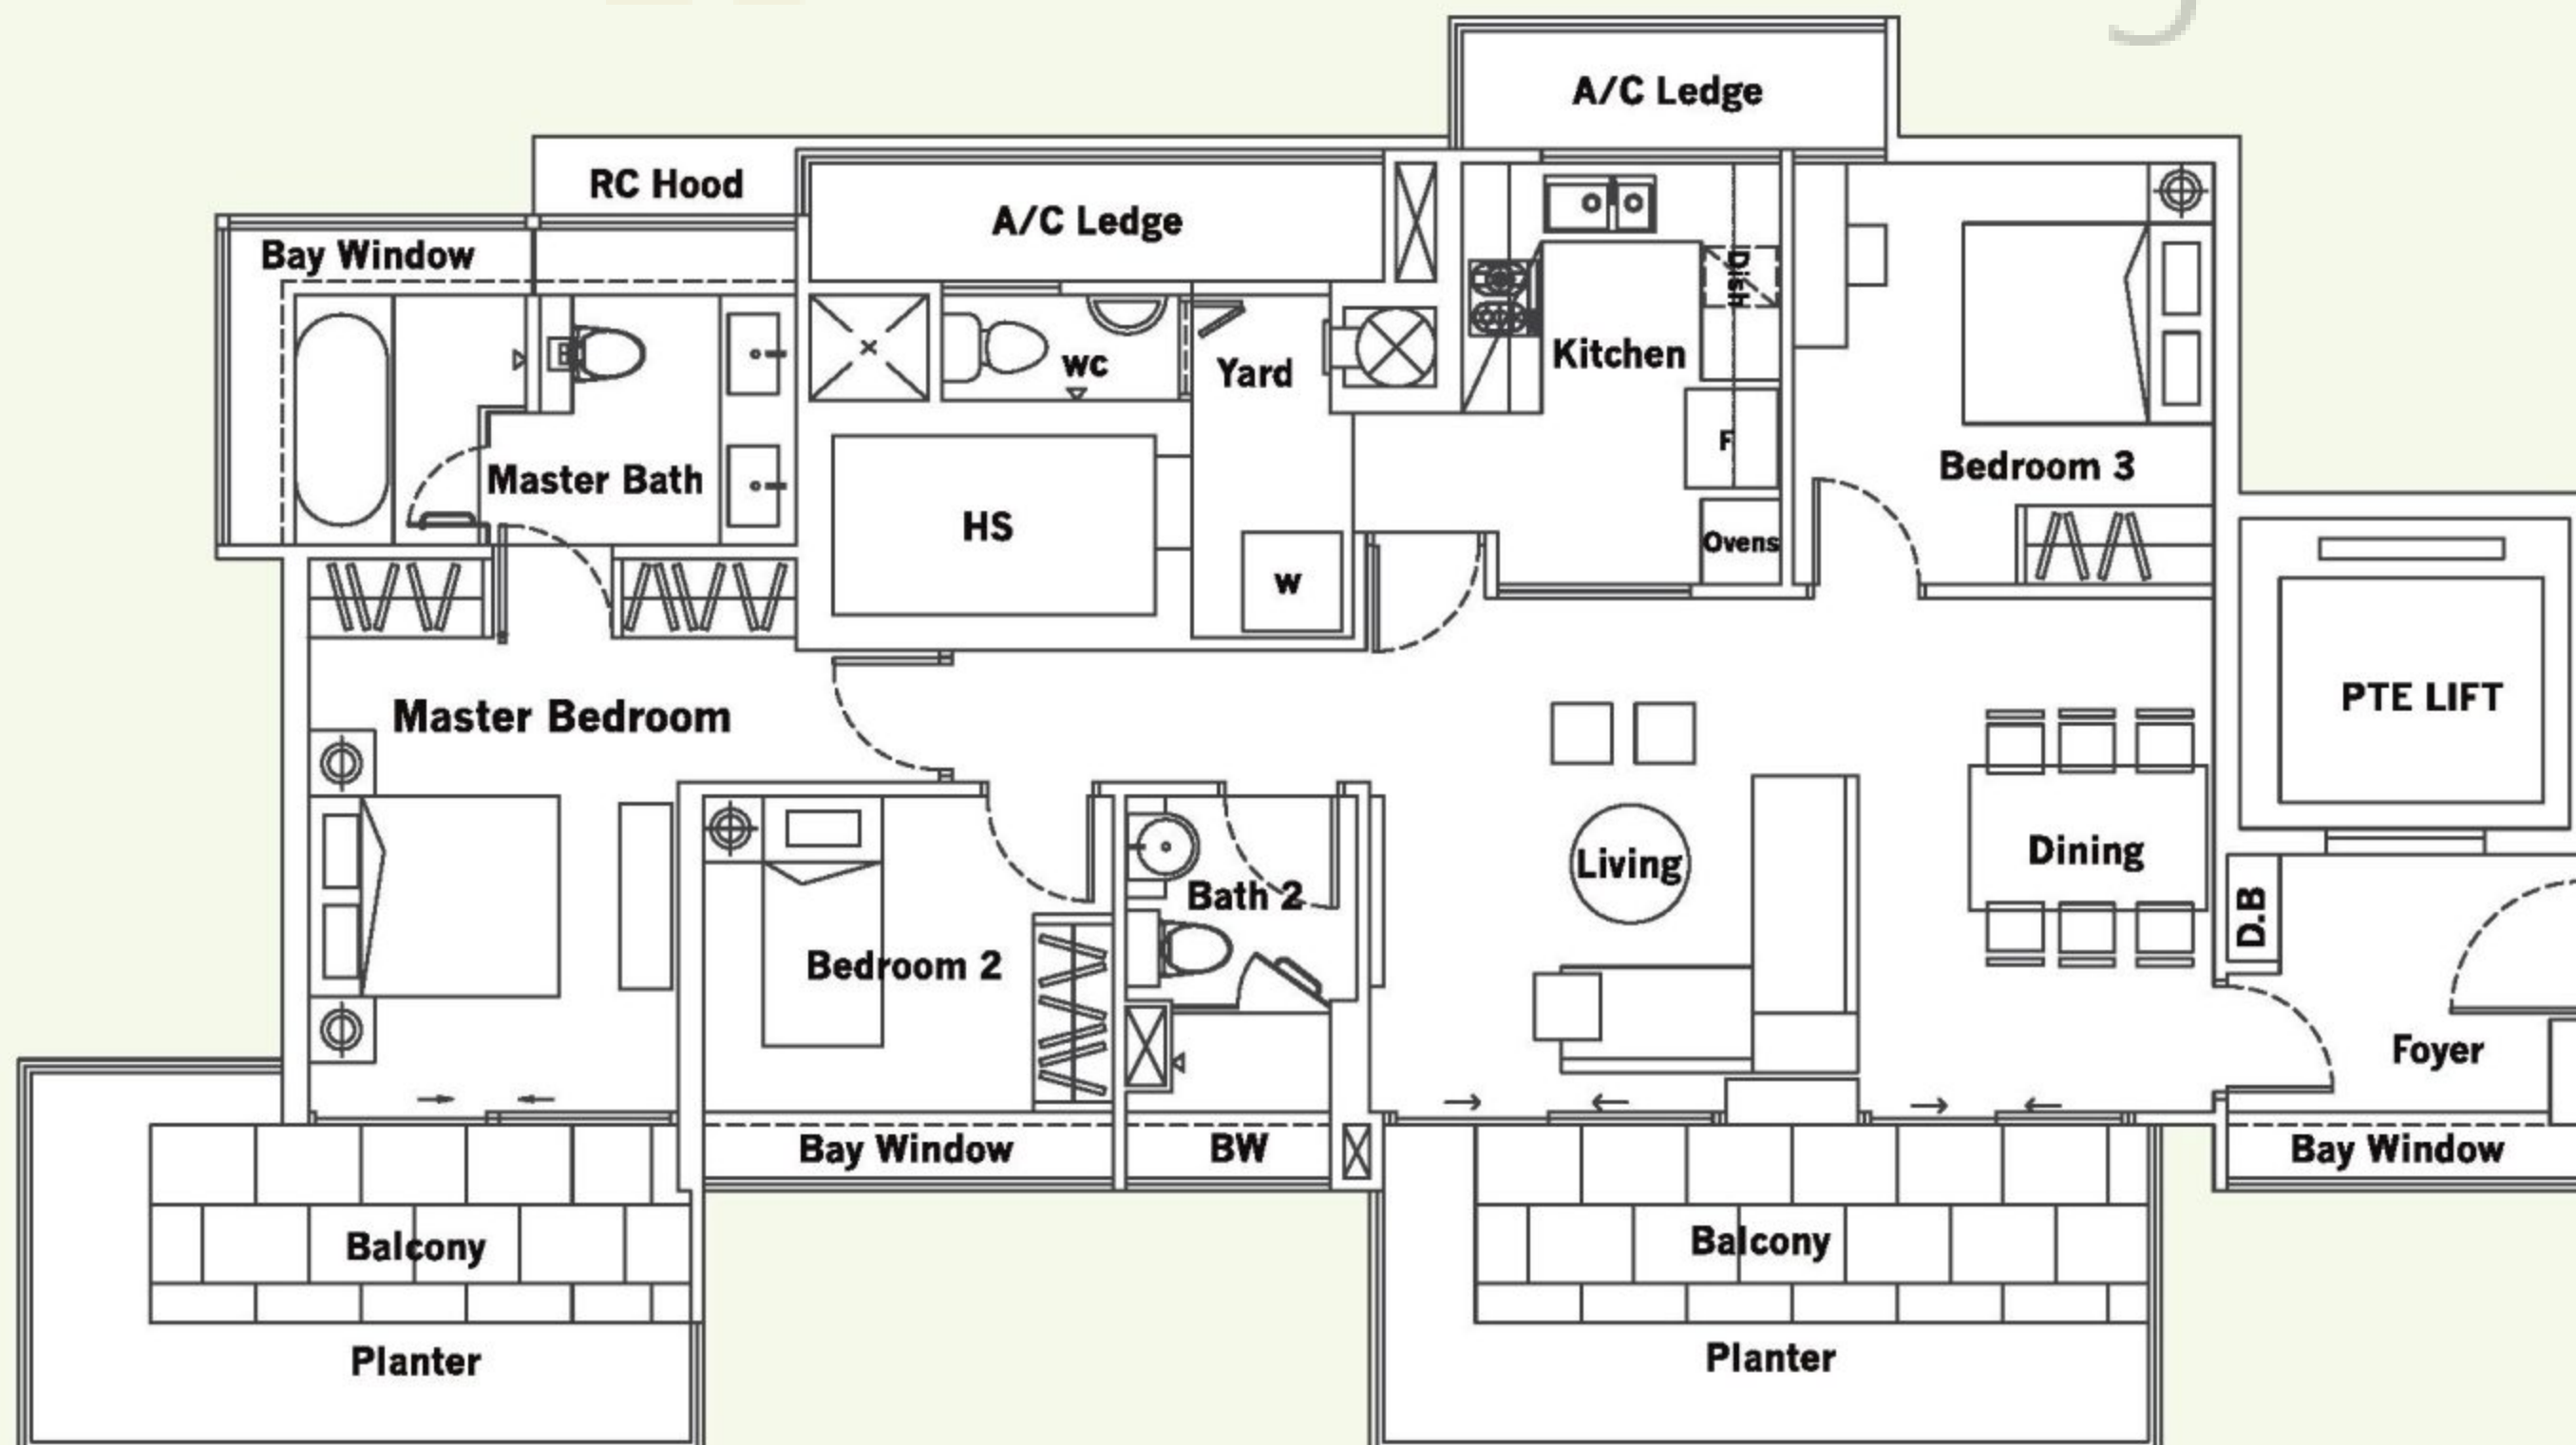 A/C Ledge
RC Hood
A/C Ledge
Bay Window
Dish
wc
Yard
Kitchen
F
Bedroom 3
Master Bath
HS
Ovens
W
PTE LIFT
Master Bedroom
Living
Dining
Bath 2
D.B
Bedroom 2
Foyer
Bay Window
BW
Bay Window
Balcony
Balcony
Planter
Planter